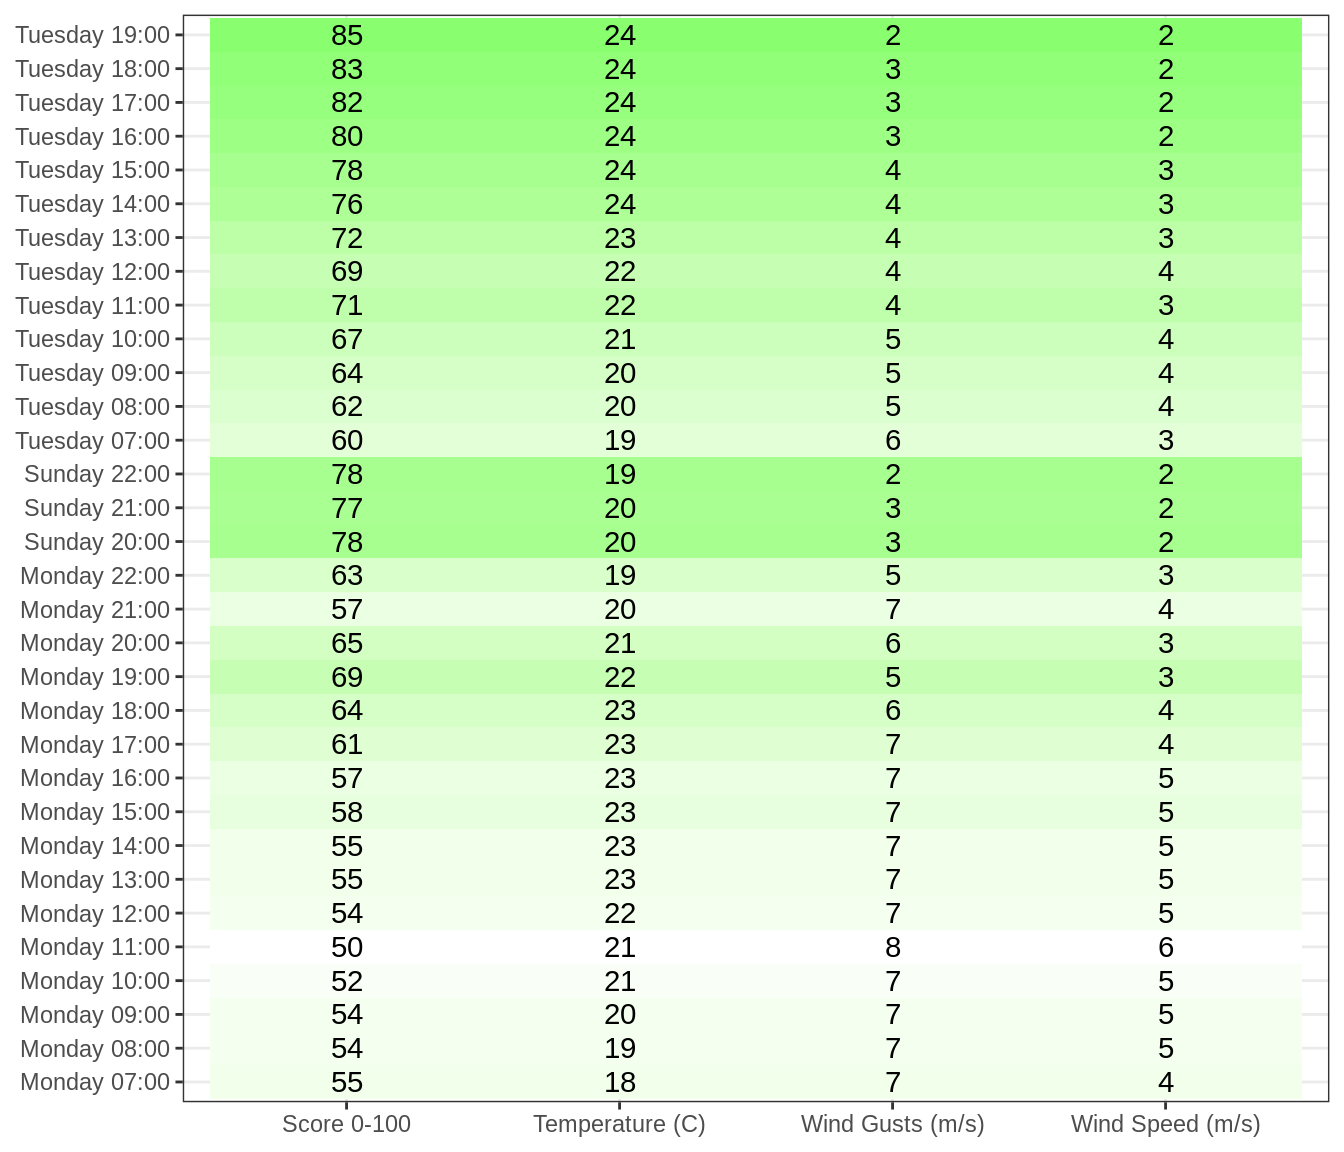 Tuesday 19:00 85 24 2 2
Tuesday 18:00 83 24 3 2
Tuesday 17:00 82 24 3 2
Tuesday 16:00 80 24 3 2
Tuesday 15:00 78 24 4 3
Tuesday 14:00 76 24 4 3
Tuesday 13:00 72 23 4 3
Tuesday 12:00 69 22 4 4
Tuesday 11:00 71 22 4 3
Tuesday 10:00 67 21 5 4
Tuesday 09:00 64 20 5 4
Tuesday 08:00 62 20 5 4
Tuesday 07:00 60 19 6 3
Sunday 22:00 78 19 2 2
Sunday 21:00 77 20 3 2
Sunday 20:00 78 20 3 2
Monday 22:00 63 19 5 3
Monday 21:00 57 20 7 4
Monday 20:00 65 21 6 3
Monday 19:00 69 22 5 3
Monday 18:00 64 23 6 4
Monday 17:00 61 23 7 4
Monday 16:00 57 23 7 5
Monday 15:00 58 23 7 5
Monday 14:00 55 23 7 5
Monday 13:00 55 23 7 5
Monday 12:00 54 22 7 5
Monday 11:00 50 21 8 6
Monday 10:00 52 21 7 5
Monday 09:00 54 20 7 5
Monday 08:00 54 19 7 5
Monday 07:00 55 18 7 4
Score 0-100 Temperature (C) Wind Gusts (m/s) Wind Speed (m/s)